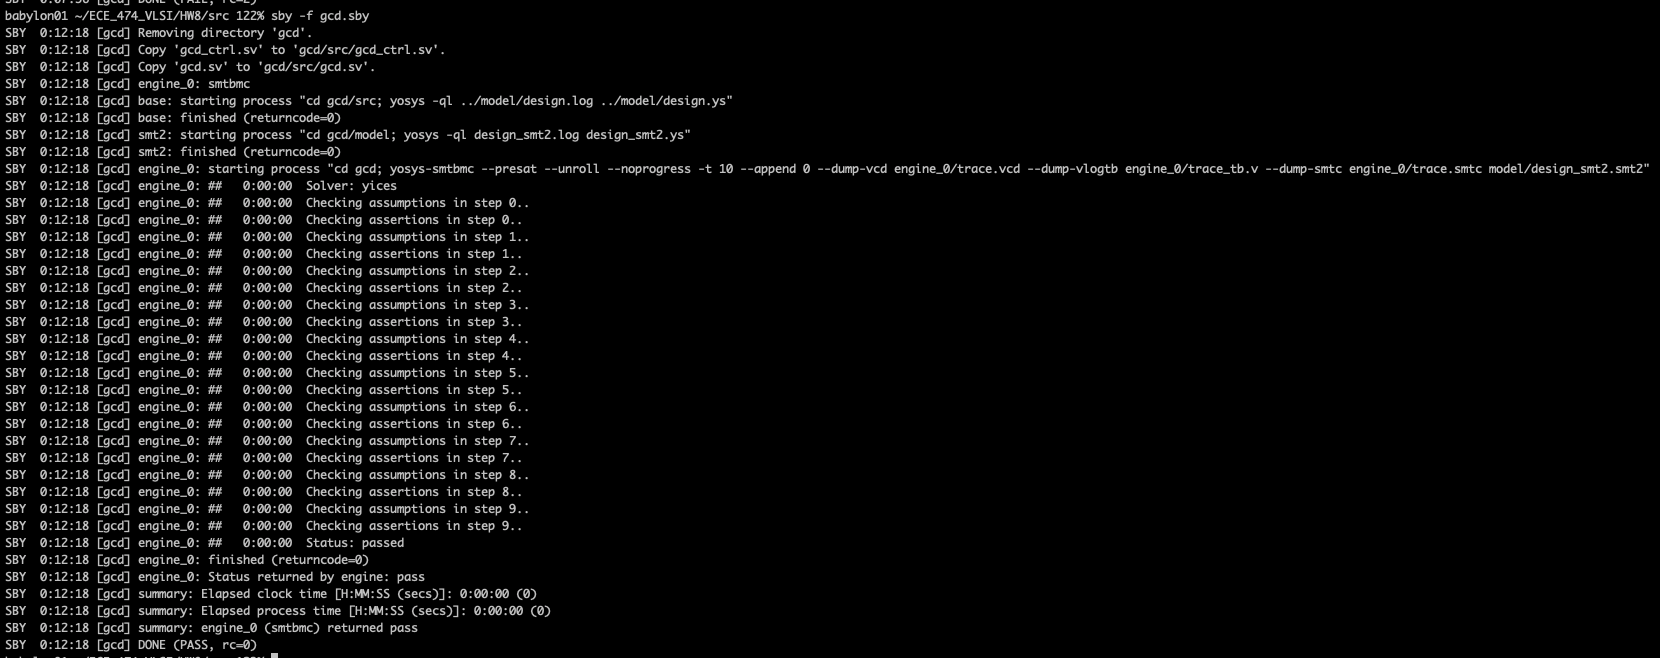 SBY  0:07:56 [gcd] DONE (FAIL, rc=2)
babylon01 ~/ECE_474_VLSI/HW8/src 122% sby -f gcd.sby
SBY  0:12:18 [gcd] Removing directory 'gcd'.
SBY  0:12:18 [gcd] Copy 'gcd_ctrl.sv' to 'gcd/src/gcd_ctrl.sv'.
SBY  0:12:18 [gcd] Copy 'gcd.sv' to 'gcd/src/gcd.sv'.
SBY  0:12:18 [gcd] engine_0: smtbmc
SBY  0:12:18 [gcd] base: starting process "cd gcd/src; yosys -ql ../model/design.log ../model/design.ys"
SBY  0:12:18 [gcd] base: finished (returncode=0)
SBY  0:12:18 [gcd] smt2: starting process "cd gcd/model; yosys -ql design_smt2.log design_smt2.ys"
SBY  0:12:18 [gcd] smt2: finished (returncode=0)
SBY  0:12:18 [gcd] engine_0: starting process "cd gcd; yosys-smtbmc --presat --unroll --noprogress -t 10 --append 0 --dump-vcd engine_0/trace.vcd --dump-vlogtb engine_0/trace_tb.v --dump-smtc engine_0/trace.smtc model/design_smt2.smt2"
SBY  0:12:18 [gcd] engine_0: ##   0:00:00  Solver: yices
SBY  0:12:18 [gcd] engine_0: ##   0:00:00  Checking assumptions in step 0..
SBY  0:12:18 [gcd] engine_0: ##   0:00:00  Checking assertions in step 0..
SBY  0:12:18 [gcd] engine_0: ##   0:00:00  Checking assumptions in step 1..
SBY  0:12:18 [gcd] engine_0: ##   0:00:00  Checking assertions in step 1..
SBY  0:12:18 [gcd] engine_0: ##   0:00:00  Checking assumptions in step 2..
SBY  0:12:18 [gcd] engine_0: ##   0:00:00  Checking assertions in step 2..
SBY  0:12:18 [gcd] engine_0: ##   0:00:00  Checking assumptions in step 3..
SBY  0:12:18 [gcd] engine_0: ##   0:00:00  Checking assertions in step 3..
SBY  0:12:18 [gcd] engine_0: ##   0:00:00  Checking assumptions in step 4..
SBY  0:12:18 [gcd] engine_0: ##   0:00:00  Checking assertions in step 4..
SBY  0:12:18 [gcd] engine_0: ##   0:00:00  Checking assumptions in step 5..
SBY  0:12:18 [gcd] engine_0: ##   0:00:00  Checking assertions in step 5..
SBY  0:12:18 [gcd] engine_0: ##   0:00:00  Checking assumptions in step 6..
SBY  0:12:18 [gcd] engine_0: ##   0:00:00  Checking assertions in step 6..
SBY  0:12:18 [gcd] engine_0: ##   0:00:00  Checking assumptions in step 7..
SBY  0:12:18 [gcd] engine_0: ##   0:00:00  Checking assertions in step 7..
SBY  0:12:18 [gcd] engine_0: ##   0:00:00  Checking assumptions in step 8..
SBY  0:12:18 [gcd] engine_0: ##   0:00:00  Checking assertions in step 8..
SBY  0:12:18 [gcd] engine_0: ##   0:00:00  Checking assumptions in step 9..
SBY  0:12:18 [gcd] engine_0: ##   0:00:00  Checking assertions in step 9..
SBY  0:12:18 [gcd] engine_0: ##   0:00:00  Status: passed
SBY  0:12:18 [gcd] engine_0: finished (returncode=0)
SBY  0:12:18 [gcd] engine_0: Status returned by engine: pass
SBY  0:12:18 [gcd] summary: Elapsed clock time [H:MM:SS (secs)]: 0:00:00 (0)
SBY  0:12:18 [gcd] summary: Elapsed process time [H:MM:SS (secs)]: 0:00:00 (0)
SBY  0:12:18 [gcd] summary: engine_0 (smtbmc) returned pass
SBY  0:12:18 [gcd] DONE (PASS, rc=0)